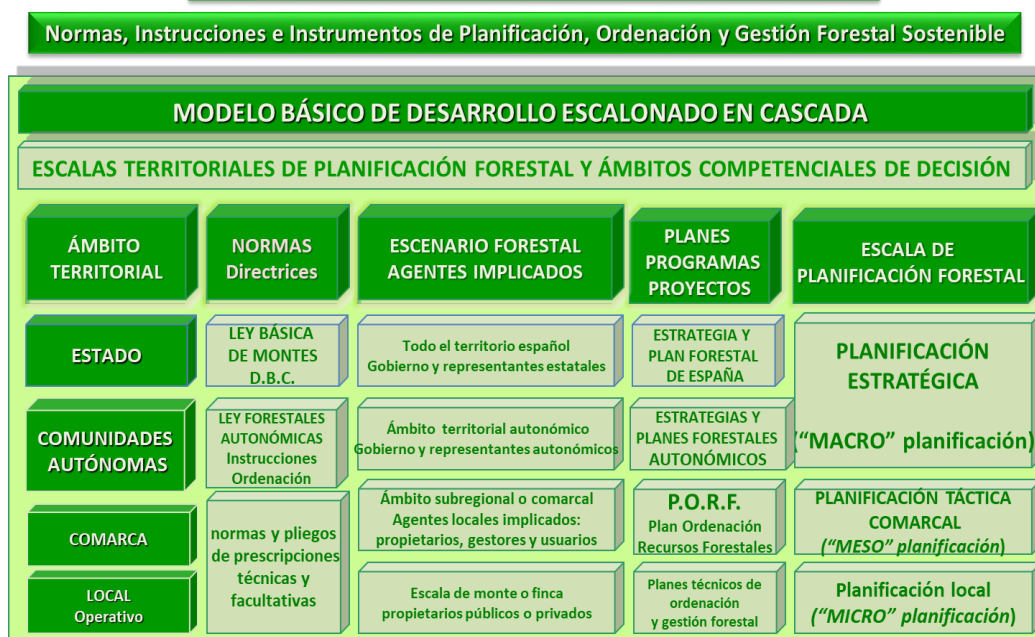 Normas, Instrucciones e Instrumentos de Planificación, Ordenación y Gestión Forestal Sostenible
MODELO BÁSICO DE DESARROLLO ESCALONADO EN CASCADA
ESCALAS TERRITORIALES DE PLANIFICACIÓN FORESTAL Y ÁMBITOS COMPETENCIALES DE DECISIÓN
ÁMBITO
TERRITORIAL
NORMAS
Directrices
ESCENARIO FORESTAL
AGENTES IMPLICADOS
PLANES
PROGRAMAS
PROYECTOS
ESCALA DE
PLANIFICACIÓN FORESTAL
ESTADO
LEY BÁSICA
DE MONTES
D.B.C.
Todo el territorio español
Gobierno y representantes estatales
ESTRATEGIA Y
PLAN FORESTAL
DE ESPAÑA
PLANIFICACIÓN
ESTRATÉGICA
(“MACRO” planificación)
COMUNIDADES
AUTÓNOMAS
LEY FORESTALES
AUTONÓMICAS
Instrucciones
Ordenación
Ámbito territorial autonómico
Gobierno y representantes autonómicos
ESTRATEGIAS Y
PLANES FORESTALES
AUTONÓMICOS
COMARCA
normas y pliegos
de prescripciones
técnicas y
facultativas
Ámbito subregional o comarcal
Agentes locales implicados:
propietarios, gestores y usuarios
P.O.R.F.
Plan Ordenación
Recursos Forestales
PLANIFICACIÓN TÁCTICA
COMARCAL
(“MESO” planificación)
LOCAL
Operativo
Escala de monte o finca
propietarios públicos o privados
Planes técnicos de
ordenación
y gestión forestal
Planificación local
(“MICRO” planificación)